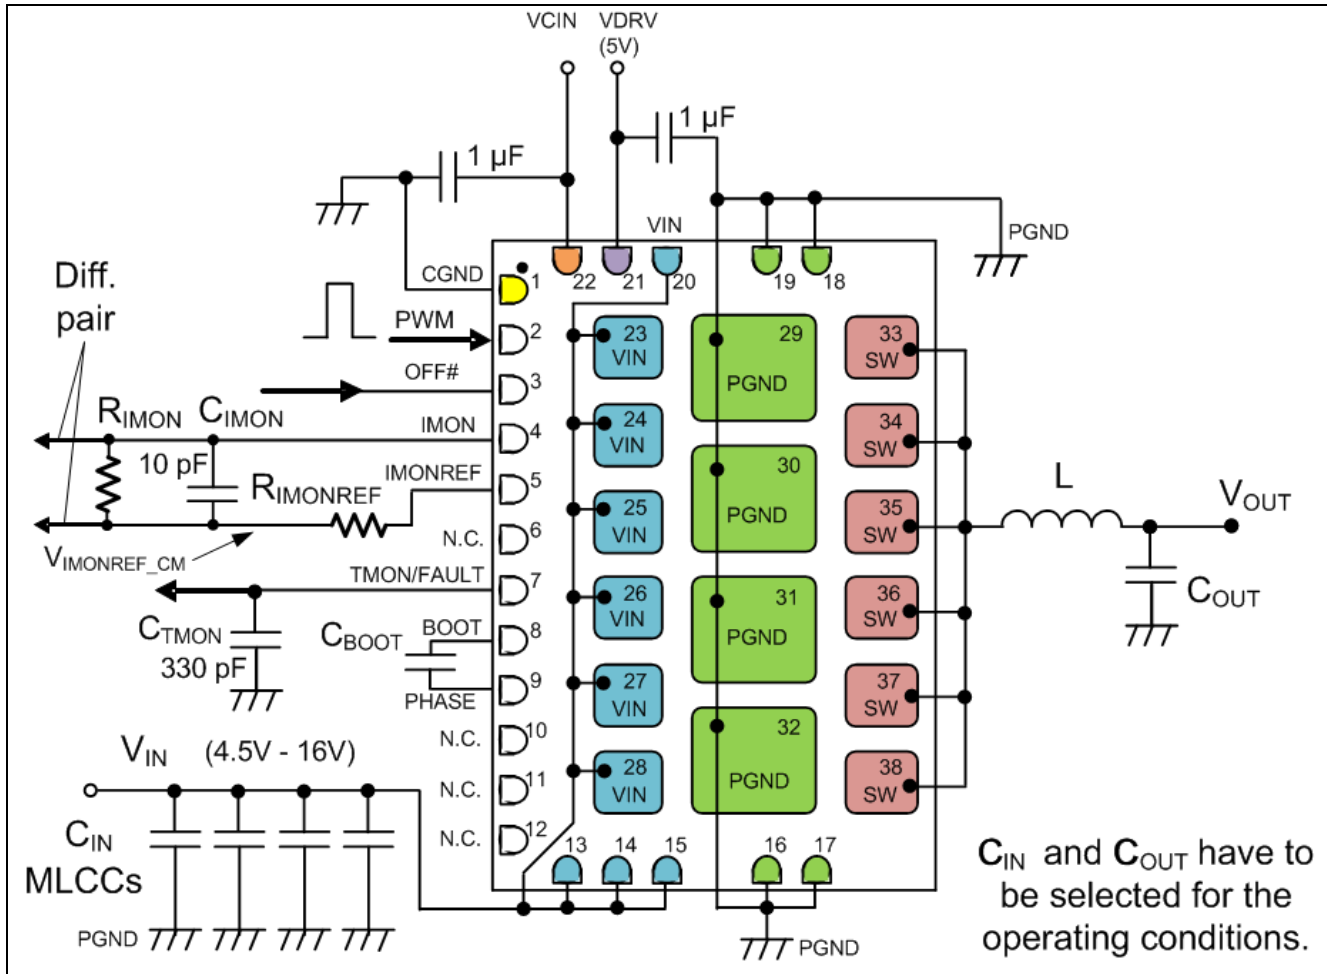 VCIN VDRV
(5V)
1 µF
1 µF
VIN
PGND
Diff.
pair
CGND
1
22
21
20
19
18
PWM
2
OFF#
3
RIMON
CIMON
IMON
4
10 pF
IMONREF
5
RIMONREF
N.C.
6
VIMONREF_CM
TMON/FAULT
7
CTMON
330 pF
CBOOT
BOOT
8
PHASE
9
N.C.
10
N.C.
11
N.C.
12
23
VIN
24
VIN
25
VIN
26
VIN
27
VIN
28
VIN
29
PGND
30
PGND
31
PGND
32
PGND
33
SW
34
SW
35
SW
36
SW
37
SW
38
SW
L
VOUT
COUT
VIN (4.5V - 16V)
CIN
MLCCs
PGND
13
14
15
16
17
PGND
CIN and COUT have to
be selected for the
operating conditions.